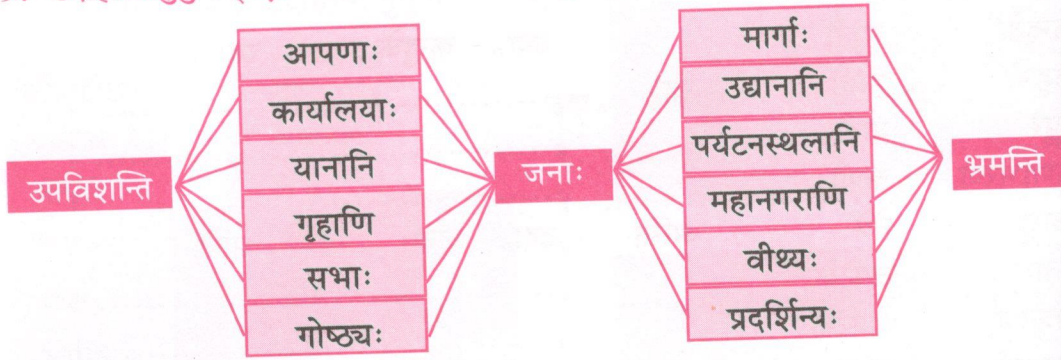 आपणाः
कार्यालयाः
यानानि
गृहाणि
सभाः
गोष्ठ्यः
उपविशन्ति
जनाः
मार्गाः
उद्यानानि
पर्यटनस्थलानि
महानगराणि
वीथ्यः
प्रदर्शिन्यः
भ्रमन्ति